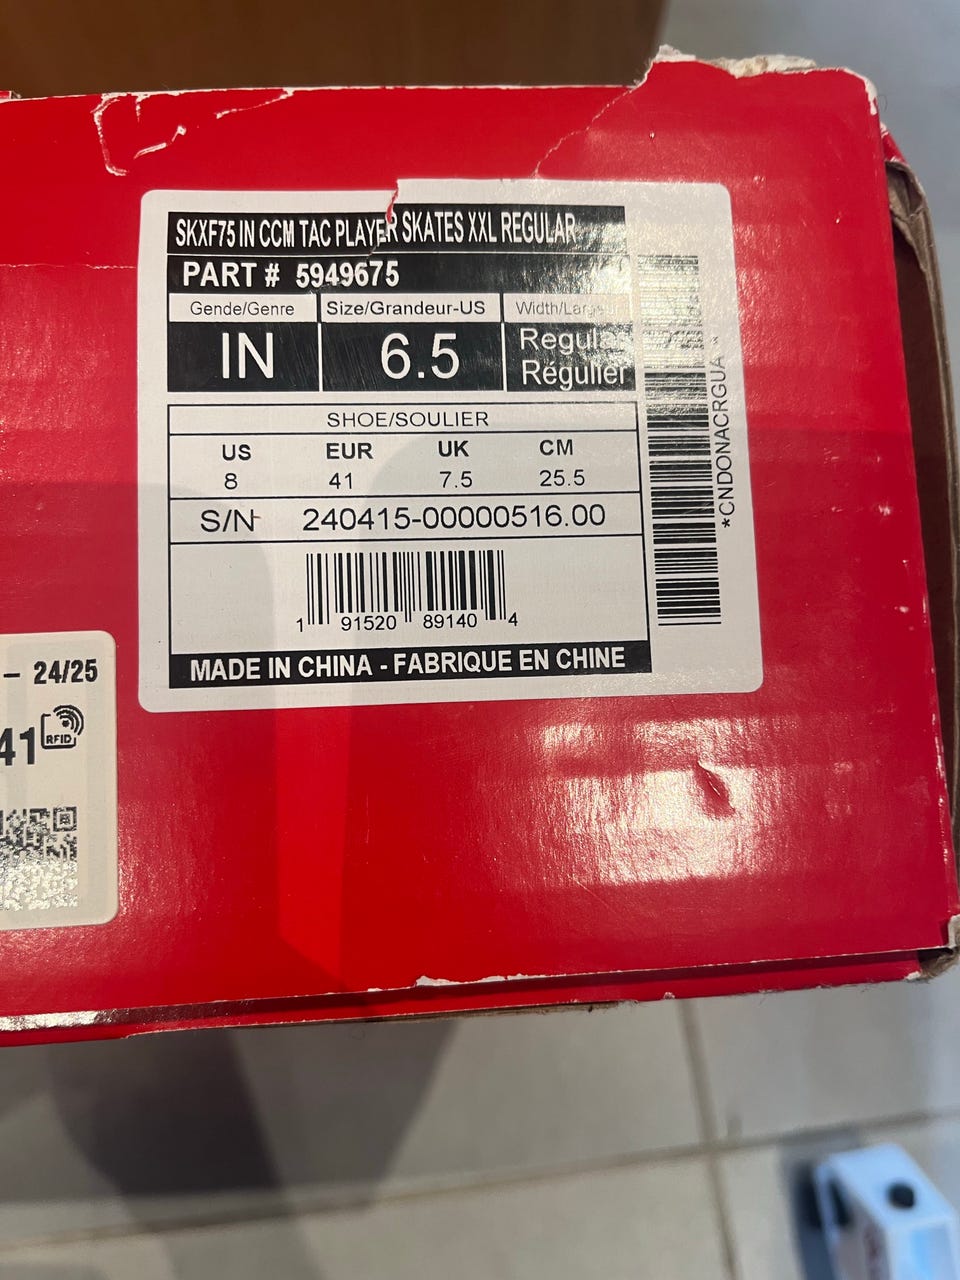 SKXF75 IN CCM TAC PLAYER SKATES XXL REGULAR
PART # 5949675
Gende/Genre Size/Grandeur-US Width/Largeur
IN 6.5 Regular
Régulier
SHOE/SOULIER
US EUR UK CM
8 41 7.5 25.5
S/N 240415-00000516.00
1 91520 89140 4
MADE IN CHINA - FABRIQUE EN CHINE
*CNDONACRGUA
– 24/25
41
RFID